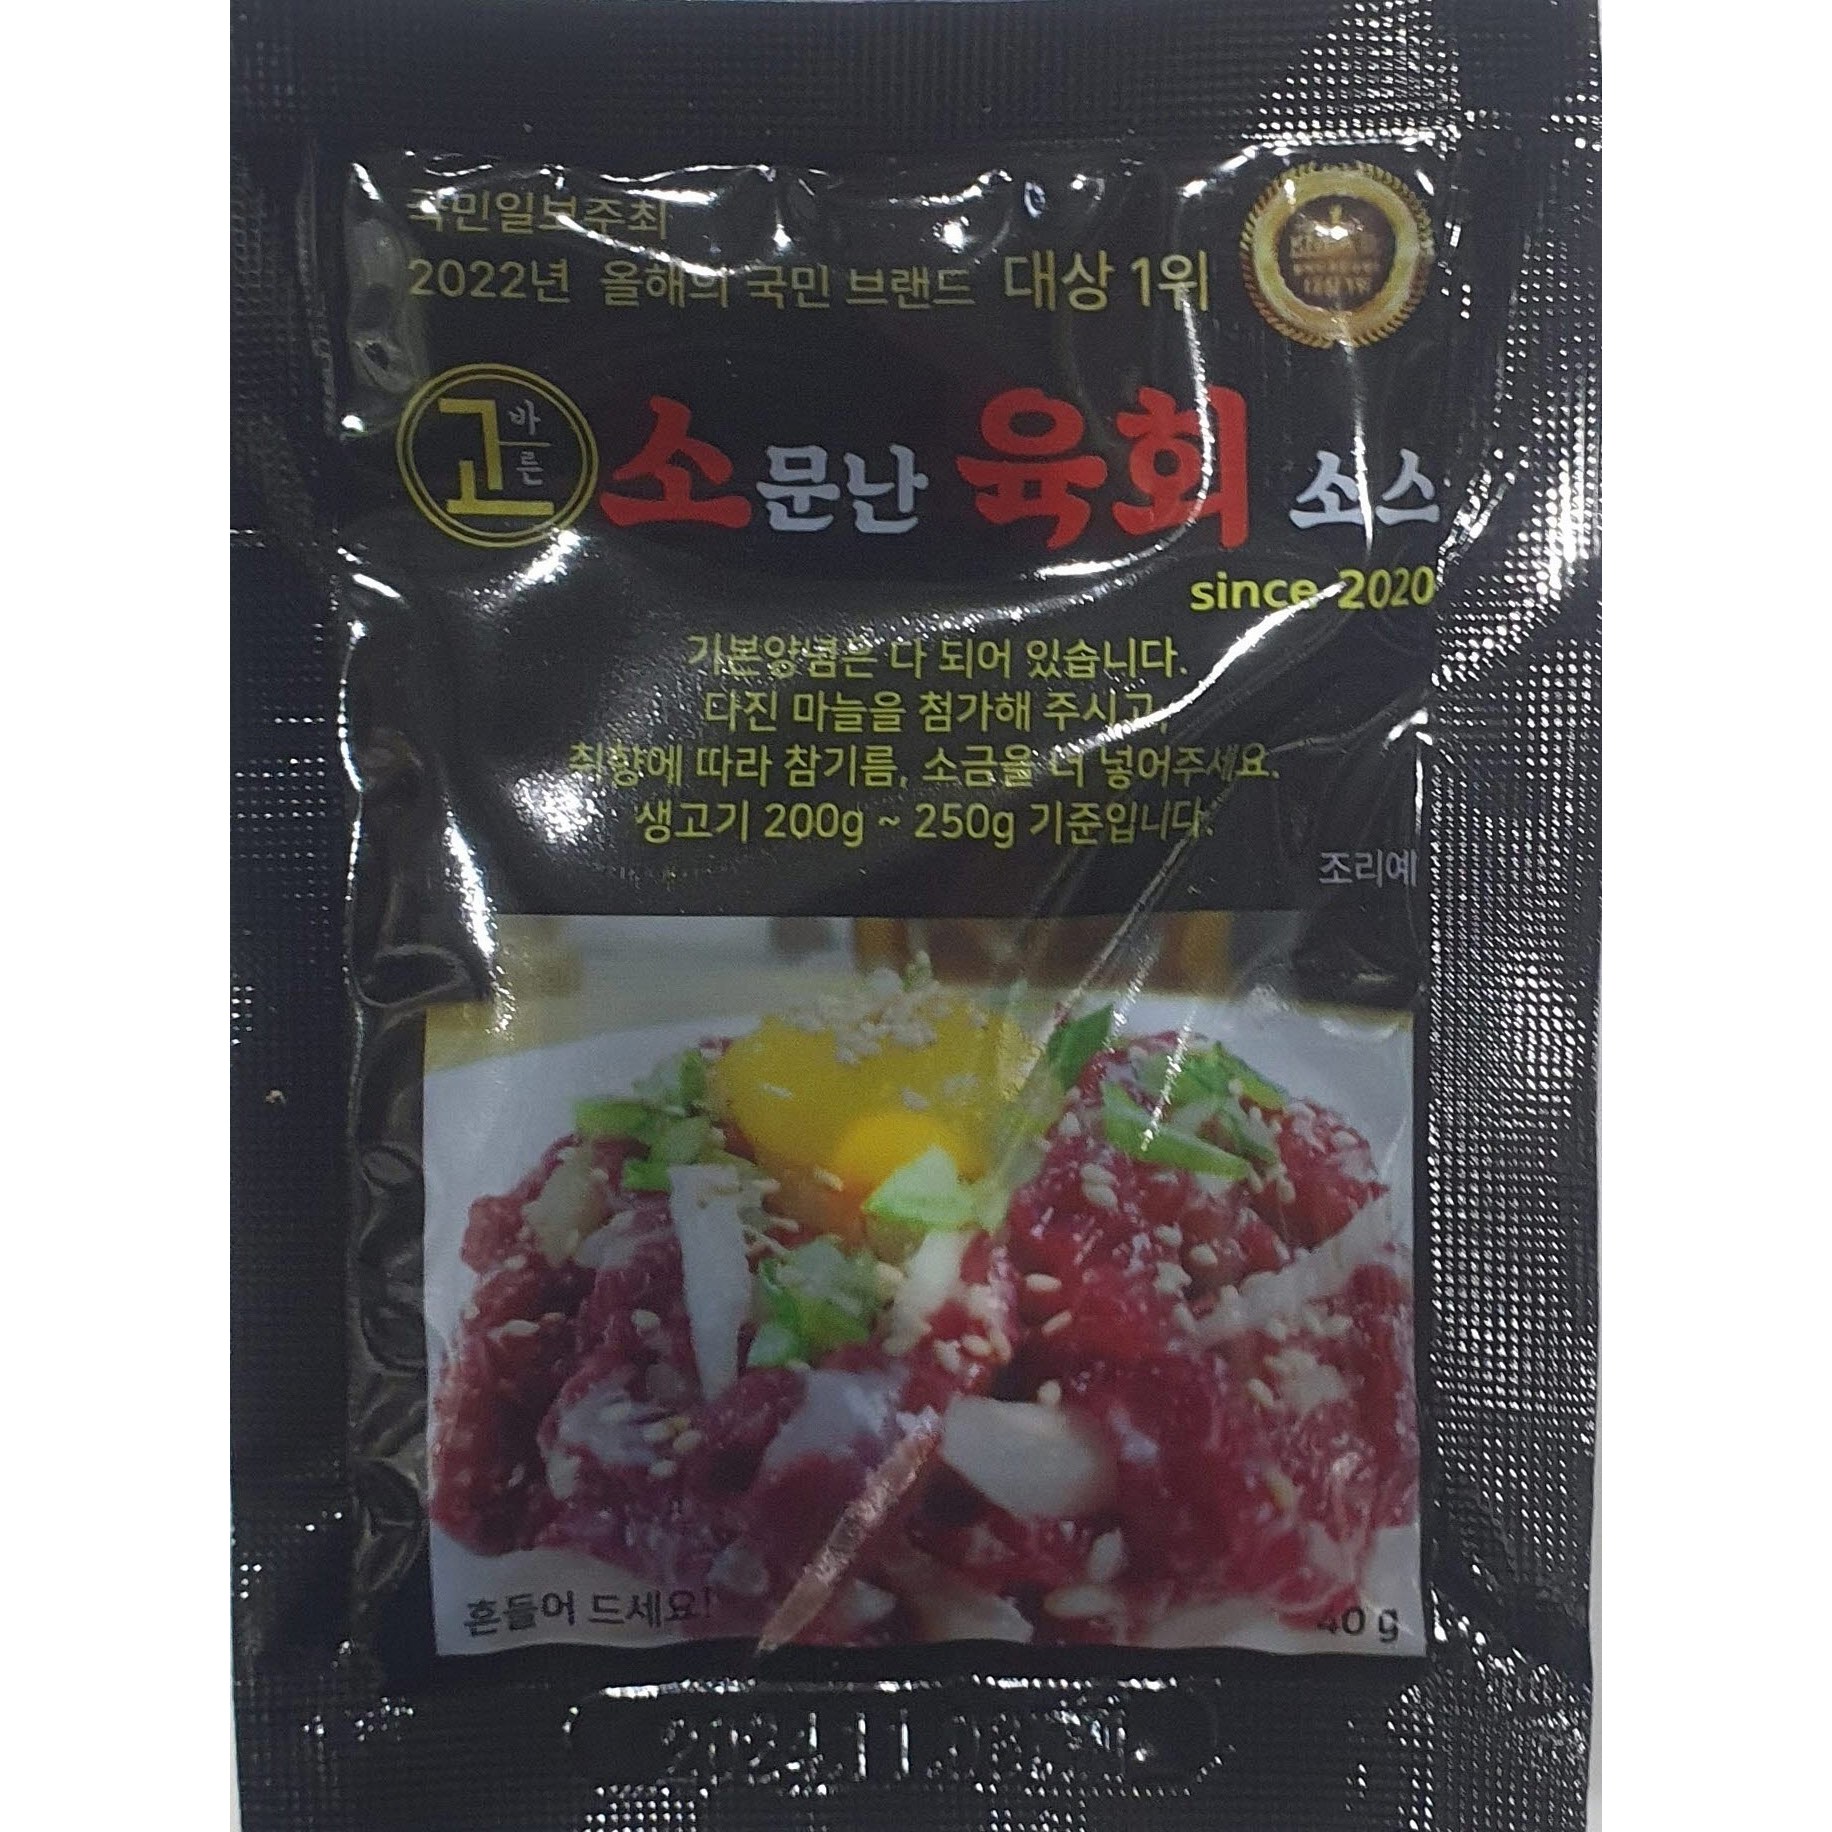 국민일보주최
2022년 올해의 국민 브랜드 대상 1위
고바른 소문난 육회 소스
since 2020
기본양념은 다 되어 있습니다.
다진 마늘을 첨가해 주시고,
취향에 따라 참기름, 소금을 더 넣어주세요.
생고기 200g ~ 250g 기준입니다.
조리예
흔들어 드세요!
40 g